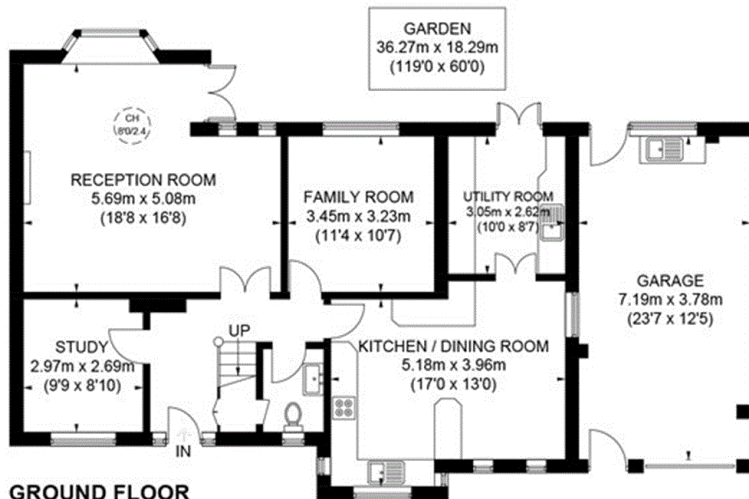 GARDEN
36.27m x 18.29m
(119'0 x 60'0)
CH
8'0/2.4
RECEPTION ROOM
5.69m x 5.08m
(18'8 x 16'8)
FAMILY ROOM
3.45m x 3.23m
(11'4 x 10'7)
UTILITY ROOM
3.05m x 2.62m
(10'0 x 8'7)
GARAGE
7.19m x 3.78m
(23'7 x 12'5)
UP
STUDY
2.97m x 2.69m
(9'9 x 8'10)
KITCHEN / DINING ROOM
5.18m x 3.96m
(17'0 x 13'0)
IN
GROUND FLOOR